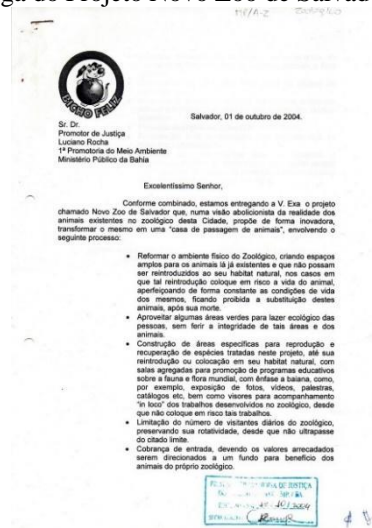 ga do Projeto Novo Zoo de Salvad
BICHO FELIZ
Salvador, 01 de outubro de 2004.
Sr. Dr.
Promotor de Justiça
Luciano Rocha
1ª Promotoria do Meio Ambiente
Ministério Público da Bahia
Excelentíssimo Senhor,
Conforme combinado, estamos entregando a V. Exa o projeto
chamado Novo Zoo de Salvador que, numa visão abolicionista da realidade dos
animais existentes no zoológico desta Cidade, propõe de forma inovadora,
transformar o mesmo em uma "casa de passagem de animais", envolvendo o
seguinte processo:
• Reformar o ambiente físico do Zoológico, criando espaços
amplos para os animais lá já existentes e que não possam
ser reintroduzidos ao seu habitat natural, nos casos em
que tal reintrodução coloque em risco a vida do animal,
aperfeiçoando de forma constante as condições de vida
dos mesmos, ficando proibida a substituição destes
animais, após sua morte.
• Aproveitar algumas áreas verdes para lazer ecológico das
pessoas, sem ferir a integridade de tais áreas e dos
animais.
• Construção de áreas específicas para reprodução e
recuperação de espécies tratadas neste projeto, até sua
reintrodução ou colocação em seu habitat natural, com
salas agregadas para promoção de programas educativos
sobre a fauna e flora mundial, com ênfase a baiana, como,
por exemplo, exposição de fotos, vídeos, palestras,
catálogos etc, bem como visores para acompanhamento
"in loco" dos trabalhos desenvolvidos no zoológico, desde
que não coloque em risco tais trabalhos.
• Limitação do número de visitantes diários do zoológico,
preservando sua rotatividade, desde que não ultrapasse
do citado limite.
• Cobrança de entrada, devendo os valores arrecadados
serem direcionados a um fundo para benefício dos
animais do próprio zoológico.
JUSTIÇA